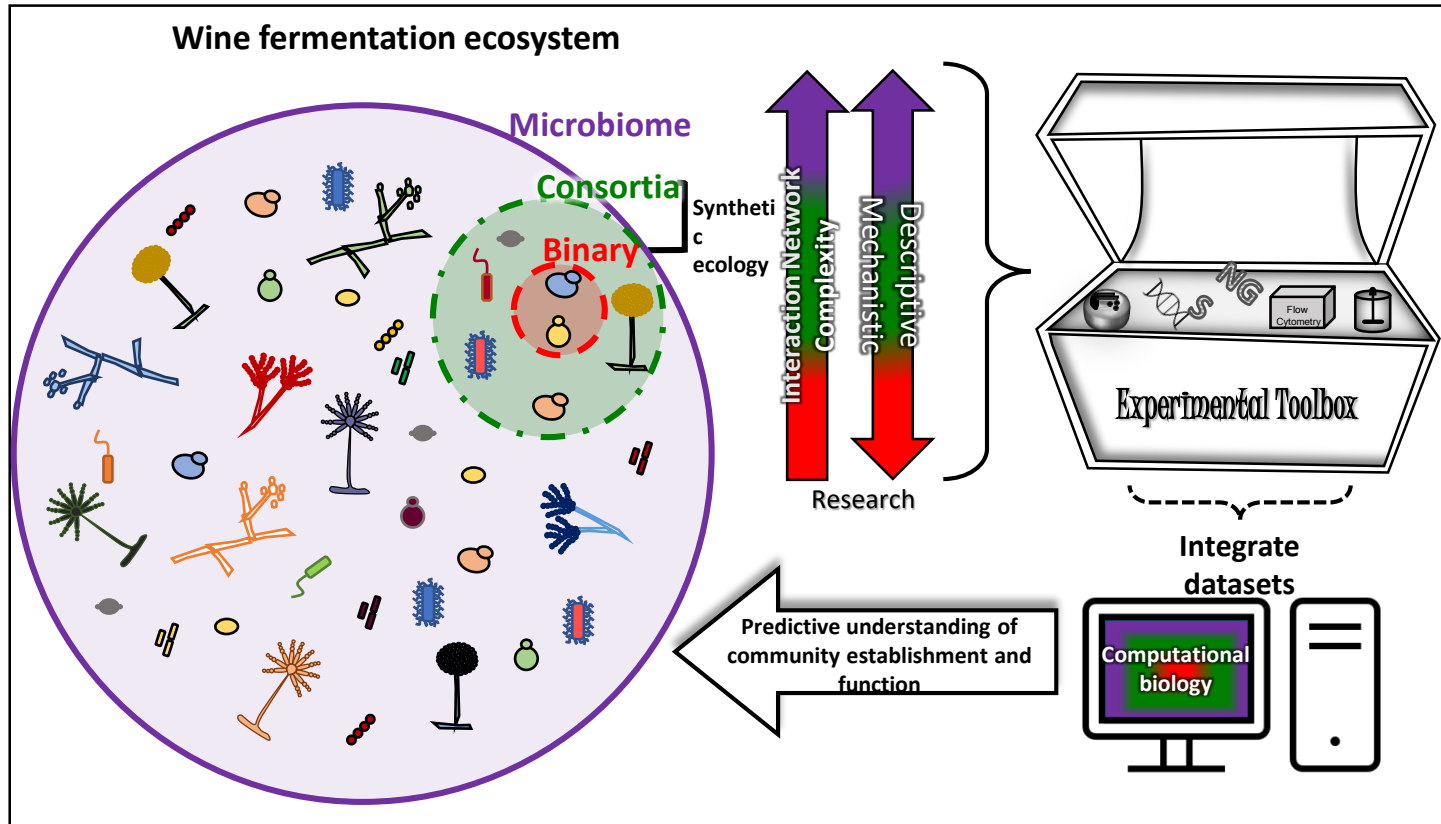 Wine fermentation ecosystem
Microbiome
Consortia
Binary
Syntheti
c
ecology
Interaction Network
Complexity
Mechanistic
Descriptive
Research
NG
S
Flow
Cytometry
Experimental Toolbox
Integrate
datasets
Computational
biology
Predictive understanding of
community establishment and
function